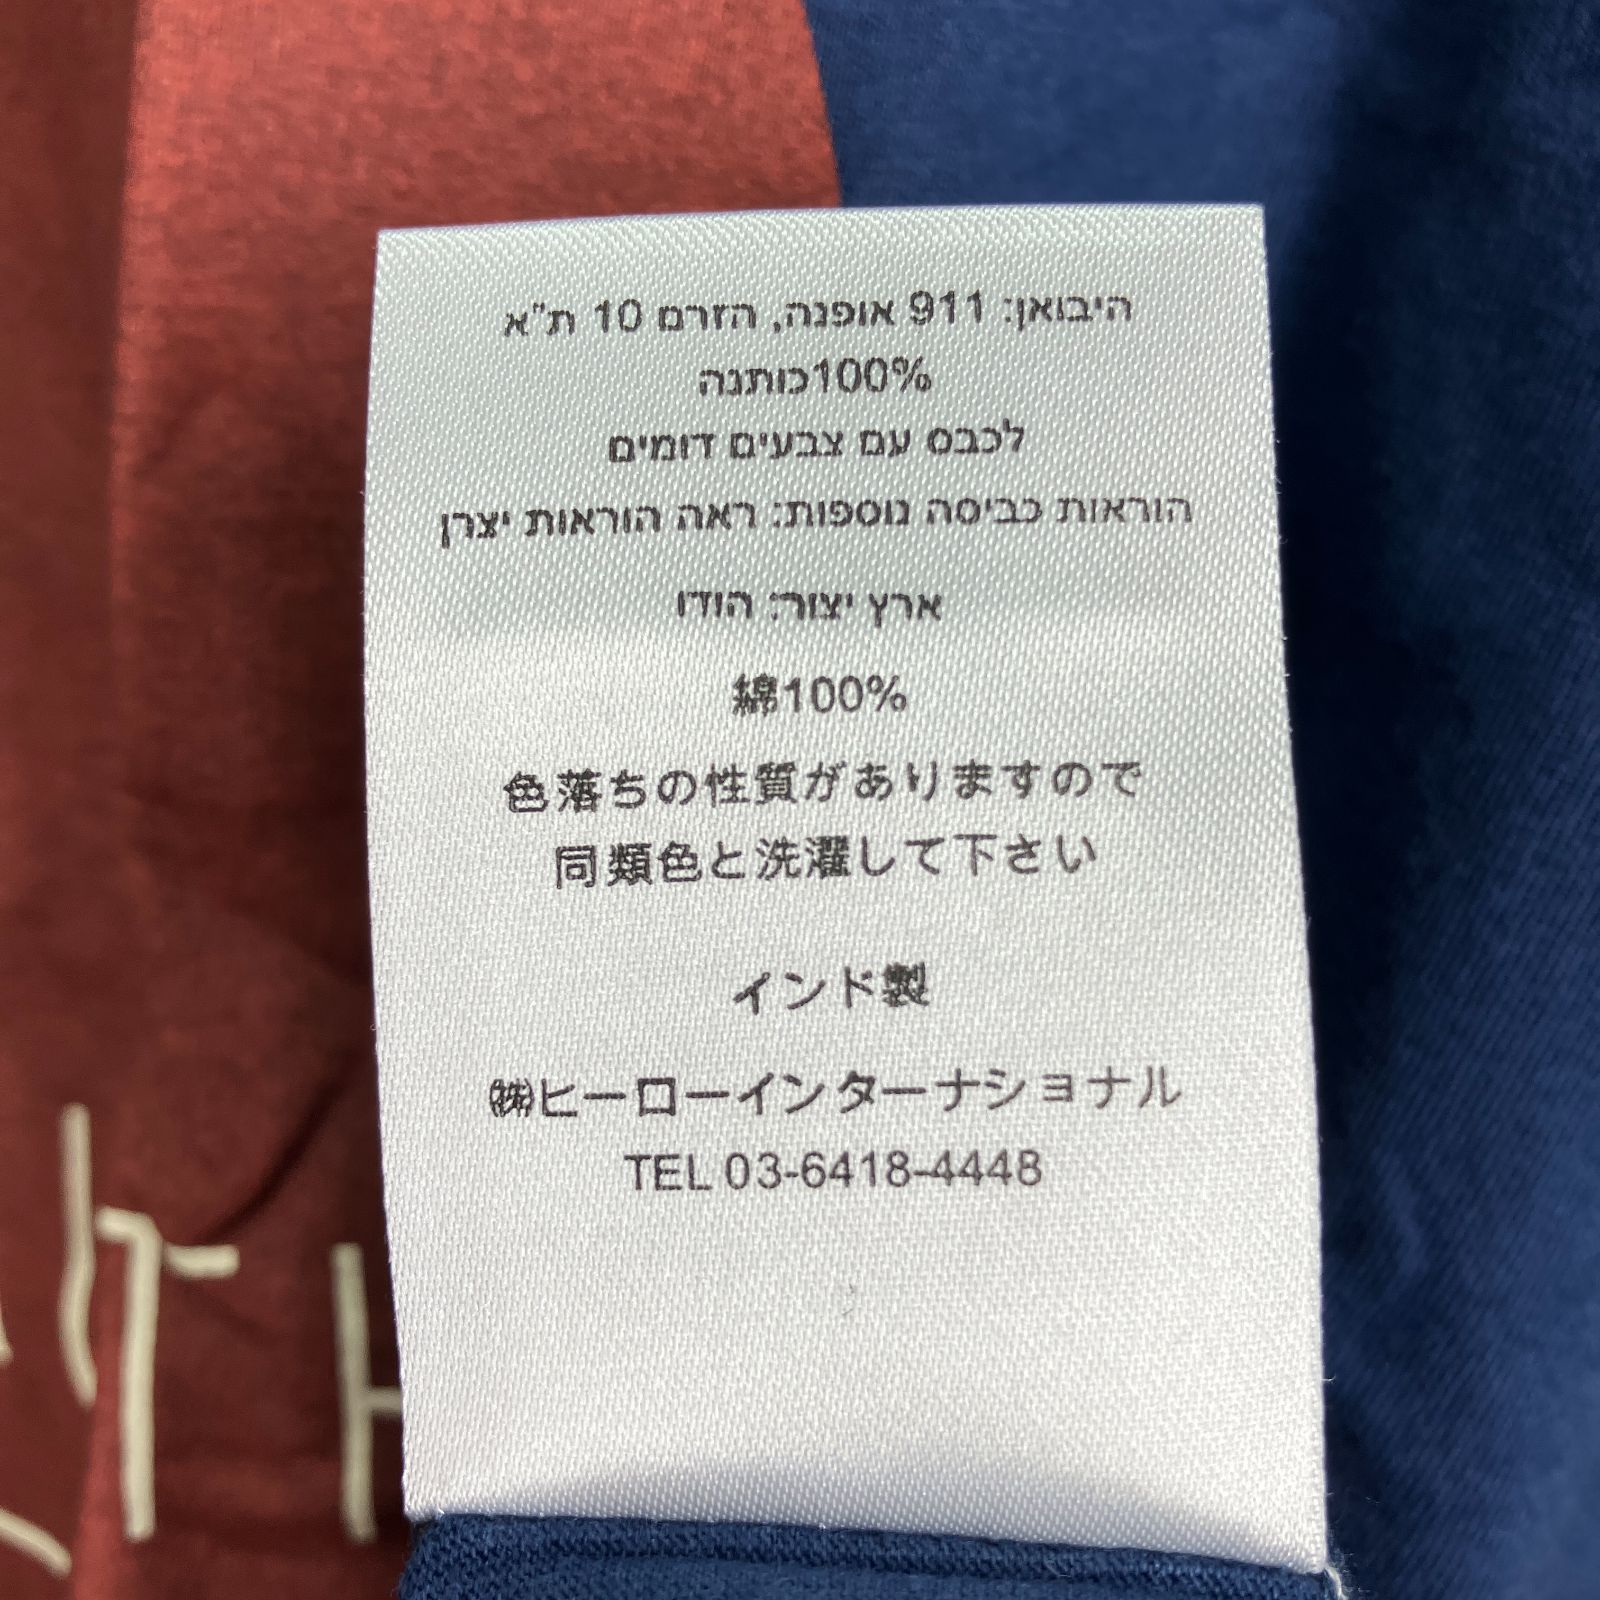 היבואן: 911 אופנה, הזרם 10 ת"א
100%כותנה
לכבס עם צבעים דומים
הוראות כביסה נוספות: ראה הוראות יצרן
ארץ יצור: הודו
綿100%
色落ちの性質がありますので
同類色と洗濯して下さい
インド製
㈱ヒーローインターナショナル
TEL 03-6418-4448